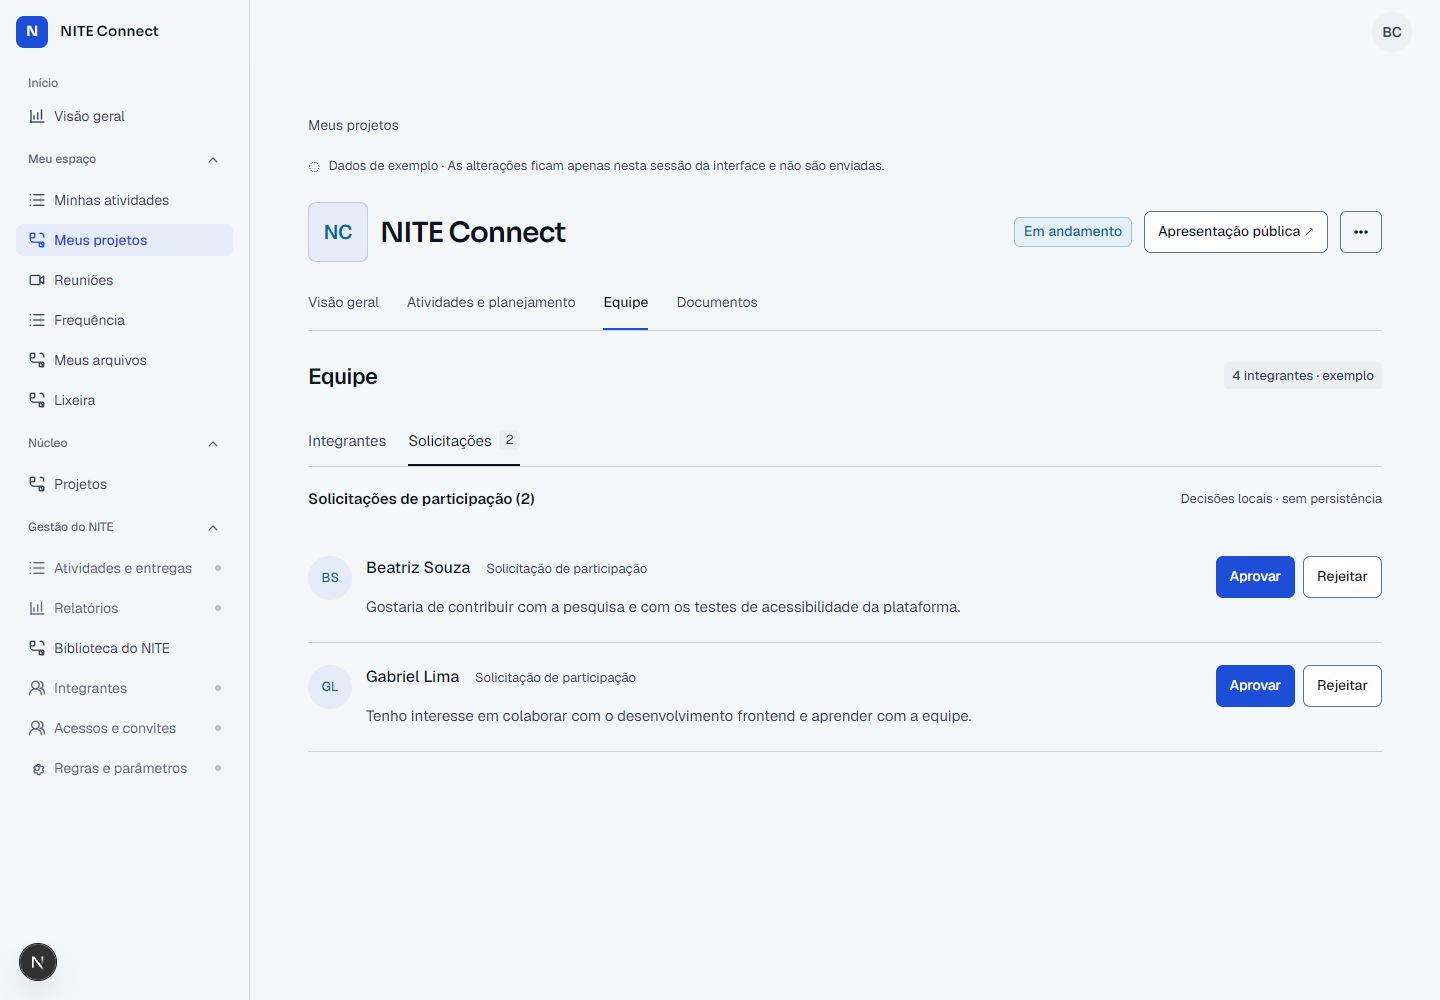 N NITE Connect
BC
Início
Visão geral
Meu espaço
Minhas atividades
Meus projetos
Reuniões
Frequência
Meus arquivos
Lixeira
Núcleo
Projetos
Gestão do NITE
Atividades e entregas
Relatórios
Biblioteca do NITE
Integrantes
Acessos e convites
Regras e parâmetros
N
Meus projetos
Dados de exemplo · As alterações ficam apenas nesta sessão da interface e não são enviadas.
NC NITE Connect
Em andamento
Apresentação pública ↗
•••
Visão geral Atividades e planejamento Equipe Documentos
Equipe
4 integrantes · exemplo
Integrantes Solicitações 2
Solicitações de participação (2)
Decisões locais · sem persistência
BS Beatriz Souza Solicitação de participação
Gostaria de contribuir com a pesquisa e com os testes de acessibilidade da plataforma.
Aprovar Rejeitar
GL Gabriel Lima Solicitação de participação
Tenho interesse em colaborar com o desenvolvimento frontend e aprender com a equipe.
Aprovar Rejeitar